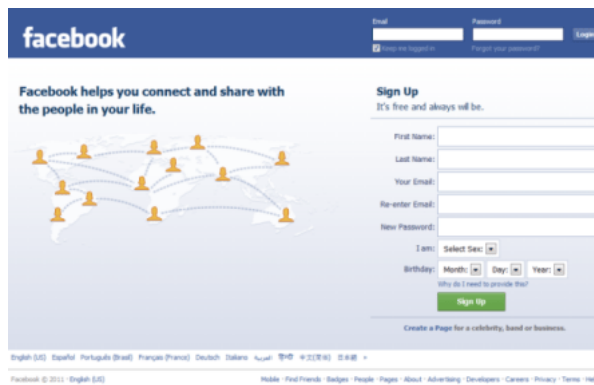 facebook
Email
Password
Login
Keep me logged in
Forgot your password?
Facebook helps you connect and share with
the people in your life.
Sign Up
It's free and always will be.
First Name:
Last Name:
Your Email:
Re-enter Email:
New Password:
I am: Select Sex:
Birthday: Month: Day: Year:
Why do I need to provide this?
Sign Up
Create a Page for a celebrity, band or business.
English (US) Español Português (Brasil) Français (France) Deutsch Italiano العربية हिन्दी 中文(简体) 日本語 »
Facebook © 2011 · English (US)
Mobile · Find Friends · Badges · People · Pages · About · Advertising · Developers · Careers · Privacy · Terms ·